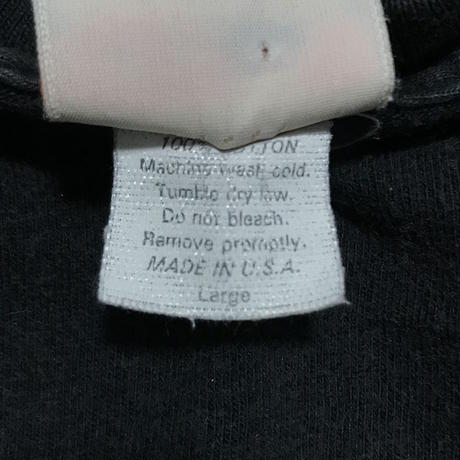 100% COTTON
Machine wash cold.
Tumble dry low.
Do not bleach.
Remove promptly.
MADE IN U.S.A.
Large